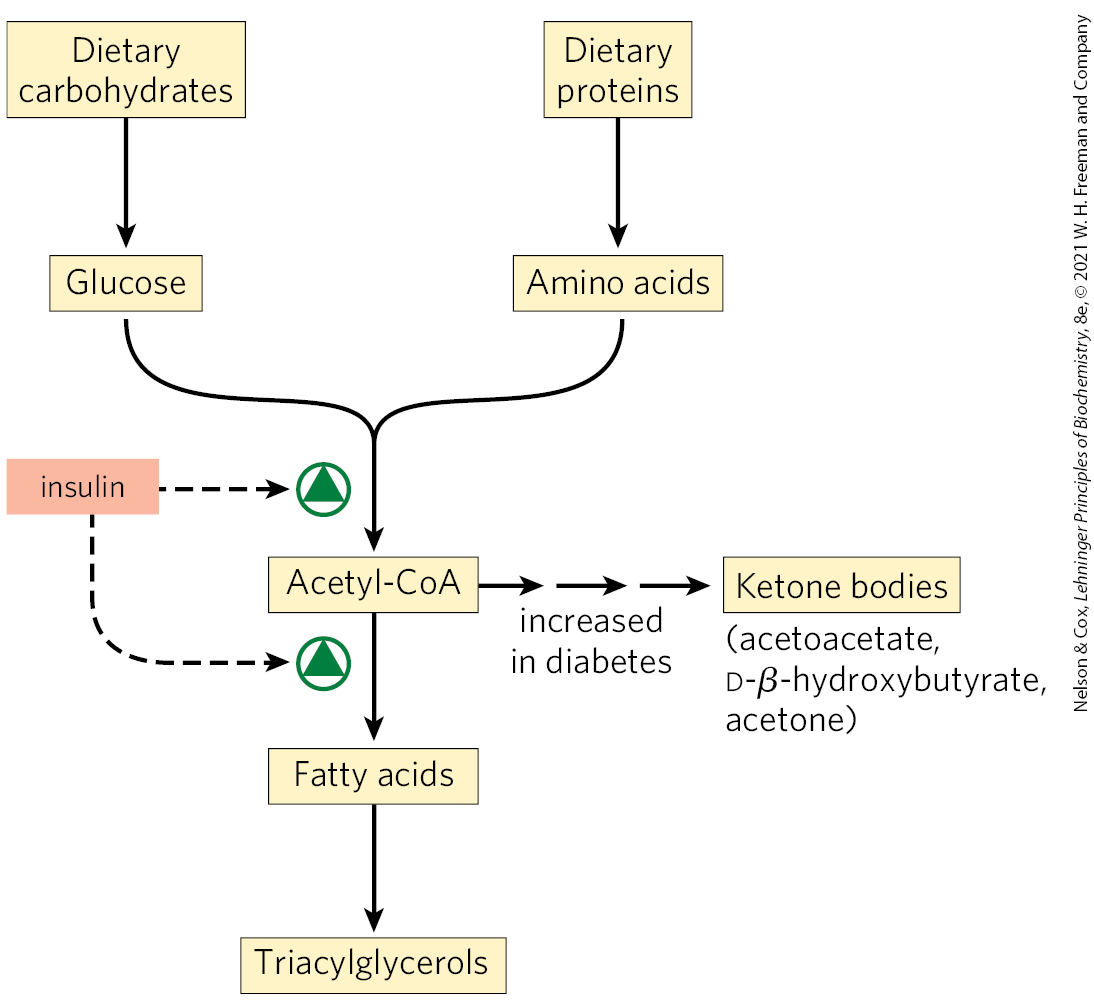 Dietary
carbohydrates
Dietary
proteins
Glucose
Amino acids
insulin
Acetyl-CoA
increased
in diabetes
Ketone bodies
(acetoacetate,
D-β-hydroxybutyrate,
acetone)
Fatty acids
Triacylglycerols
Nelson & Cox, Lehninger Principles of Biochemistry, 8e, © 2021 W. H. Freeman and Company